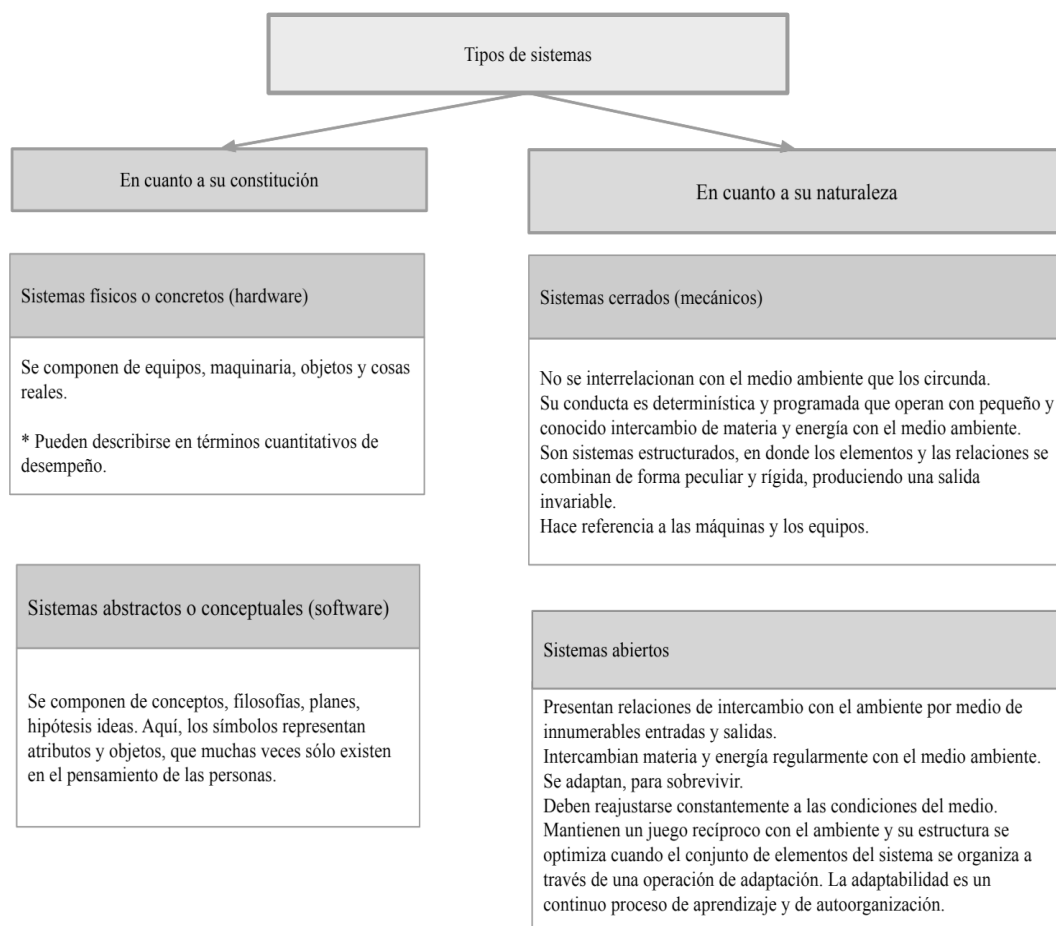 Tipos de sistemas
En cuanto a su constitución
En cuanto a su naturaleza
Sistemas físicos o concretos (hardware)
Se componen de equipos, maquinaria, objetos y cosas
reales.
* Pueden describirse en términos cuantitativos de
desempeño.
Sistemas abstractos o conceptuales (software)
Se componen de conceptos, filosofías, planes,
hipótesis ideas. Aquí, los símbolos representan
atributos y objetos, que muchas veces sólo existen
en el pensamiento de las personas.
Sistemas cerrados (mecánicos)
No se interrelacionan con el medio ambiente que los circunda.
Su conducta es determinística y programada que operan con pequeño y
conocido intercambio de materia y energía con el medio ambiente.
Son sistemas estructurados, en donde los elementos y las relaciones se
combinan de forma peculiar y rígida, produciendo una salida
invariable.
Hace referencia a las máquinas y los equipos.
Sistemas abiertos
Presentan relaciones de intercambio con el ambiente por medio de
innumerables entradas y salidas.
Intercambian materia y energía regularmente con el medio ambiente.
Se adaptan, para sobrevivir.
Deben reajustarse constantemente a las condiciones del medio.
Mantienen un juego recíproco con el ambiente y su estructura se
optimiza cuando el conjunto de elementos del sistema se organiza a
través de una operación de adaptación. La adaptabilidad es un
continuo proceso de aprendizaje y de autoorganización.